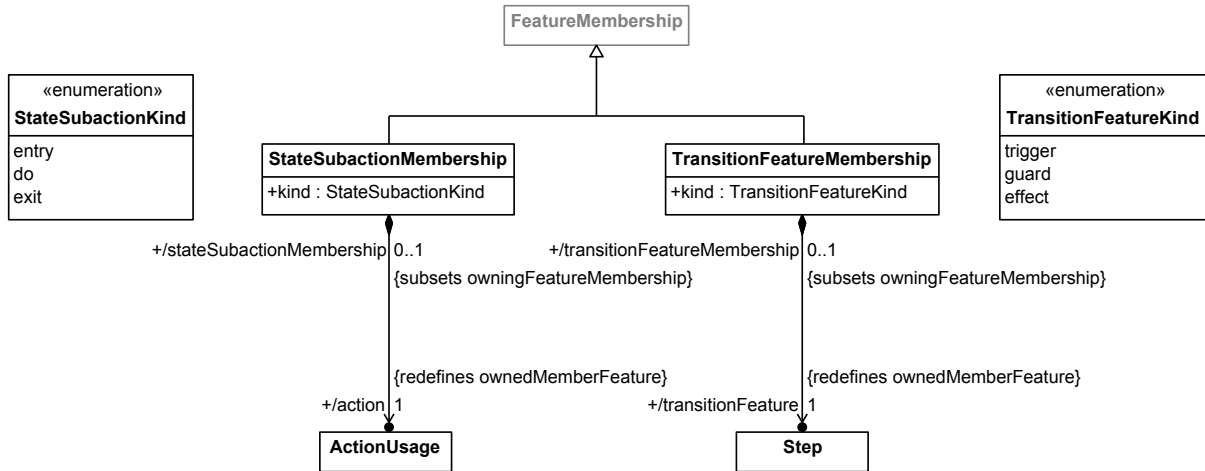 FeatureMembership
«enumeration»
StateSubactionKind
entry
do
exit
«enumeration»
TransitionFeatureKind
trigger
guard
effect
StateSubactionMembership
+kind : StateSubactionKind
TransitionFeatureMembership
+kind : TransitionFeatureKind
+/stateSubactionMembership 0..1
{subsets owningFeatureMembership}
+/transitionFeatureMembership 0..1
{subsets owningFeatureMembership}
{redefines ownedMemberFeature}
+/action 1
{redefines ownedMemberFeature}
+/transitionFeature 1
ActionUsage
Step